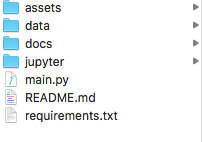 assets
data
docs
jupyter
main.py
README.md
requirements.txt